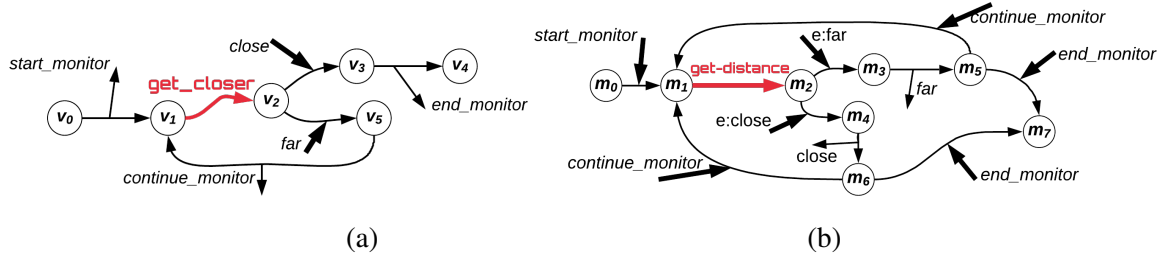 start_monitor
get_closer
close
far
continue_monitor
end_monitor
v0
v1
v2
v3
v4
v5
(a)
start_monitor
get-distance
e:far
e:close
far
close
continue_monitor
continue_monitor
end_monitor
end_monitor
m0
m1
m2
m3
m4
m5
m6
m7
(b)